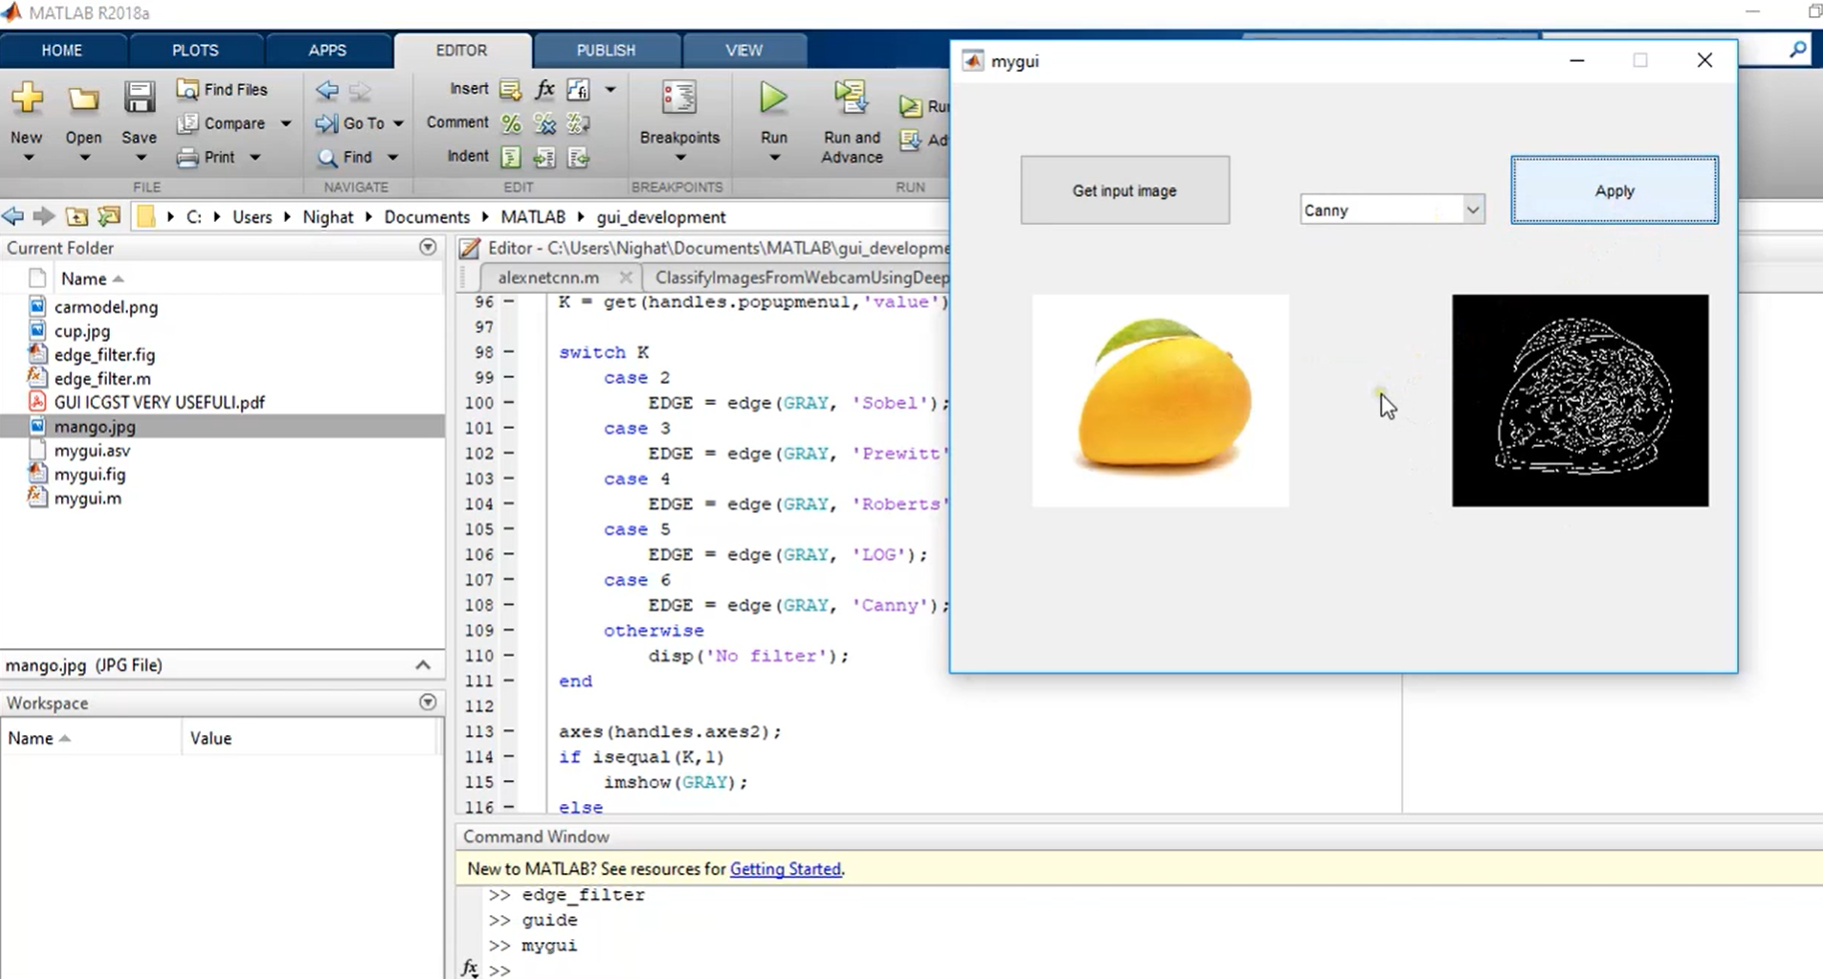 MATLAB R2018a
HOME PLOTS APPS EDITOR PUBLISH VIEW
New
Open
Save
Find Files
Compare
Print
FILE
Go To
Find
NAVIGATE
Insert fx
Comment
Indent
EDIT
Breakpoints
BREAKPOINTS
Run
Run and
Advance
RUN
C: Users Nighat Documents MATLAB gui_development
Current Folder
Name
carmodel.png
cup.jpg
edge_filter.fig
edge_filter.m
GUI ICGST VERY USEFUL!.pdf
mango.jpg
mygui.asv
mygui.fig
mygui.m
mango.jpg (JPG File)
Workspace
Name Value
Editor - C:\Users\Nighat\Documents\MATLAB\gui_developme
alexnetcnn.m ClassifyImagesFromWebcamUsingDeep
96 – K = get(handles.popupmenu1,'value')
97
98 – switch K
99 – case 2
100 – EDGE = edge(GRAY, 'Sobel');
101 – case 3
102 – EDGE = edge(GRAY, 'Prewitt'
103 – case 4
104 – EDGE = edge(GRAY, 'Roberts'
105 – case 5
106 – EDGE = edge(GRAY, 'LOG');
107 – case 6
108 – EDGE = edge(GRAY, 'Canny');
109 – otherwise
110 – disp('No filter');
111 – end
112
113 – axes(handles.axes2);
114 – if isequal(K,1)
115 – imshow(GRAY);
116 – else
Command Window
New to MATLAB? See resources for Getting Started.
>> edge_filter
>> guide
>> mygui
fx >>
mygui
Get input image
Canny
Apply